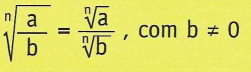 ⁿ√(a/b) = ⁿ√a / ⁿ√b , com b ≠ 0